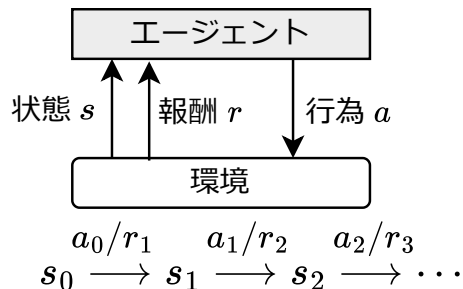 エージェント
状態 s 報酬 r 行為 a
環境
a₀/r₁ a₁/r₂ a₂/r₃
s₀ → s₁ → s₂ → ⋯